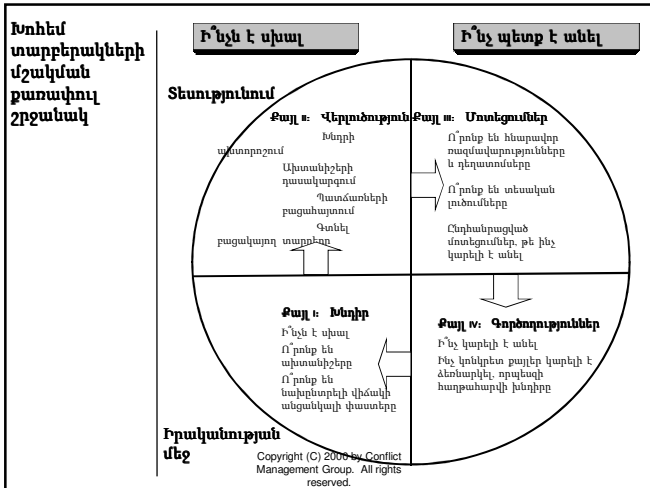 Խոհեմ
տարբերակների
մշակման
քառափուլ
շրջանակ
Ի՞նչն է սխալ
Ի՞նչ պետք է անել
Տեսությունում
Քայլ II: Վերլուծություն
Խնդրի
ախտորոշում
Ախտանիշերի
դասակարգում
Պատճառների
բացահայտում
Գտնել
բացակայող տարրերը
Քայլ III: Մոտեցումներ
Ո՞րոնք են հնարավոր
ռազմավարությունները
և դեղատոմսերը
Ո՞րոնք են տեսական
լուծումները
Ընդհանրացված
մոտեցումներ, թե ինչ
կարելի է անել
Քայլ I: Խնդիր
Ի՞նչն է սխալ
Ո՞րոնք են
ախտանիշերը
Ո՞րոնք են
նախընտրելի վիճակի
անցանկալի փաստերը
Քայլ IV: Գործողություններ
Ի՞նչ կարելի է անել
Ինչ կոնկրետ քայլեր կարելի է
ձեռնարկել, որպեսզի
հաղթահարվի խնդիրը
Իրականության
մեջ
Copyright (C) 2000 by Conflict
Management Group. All rights
reserved.